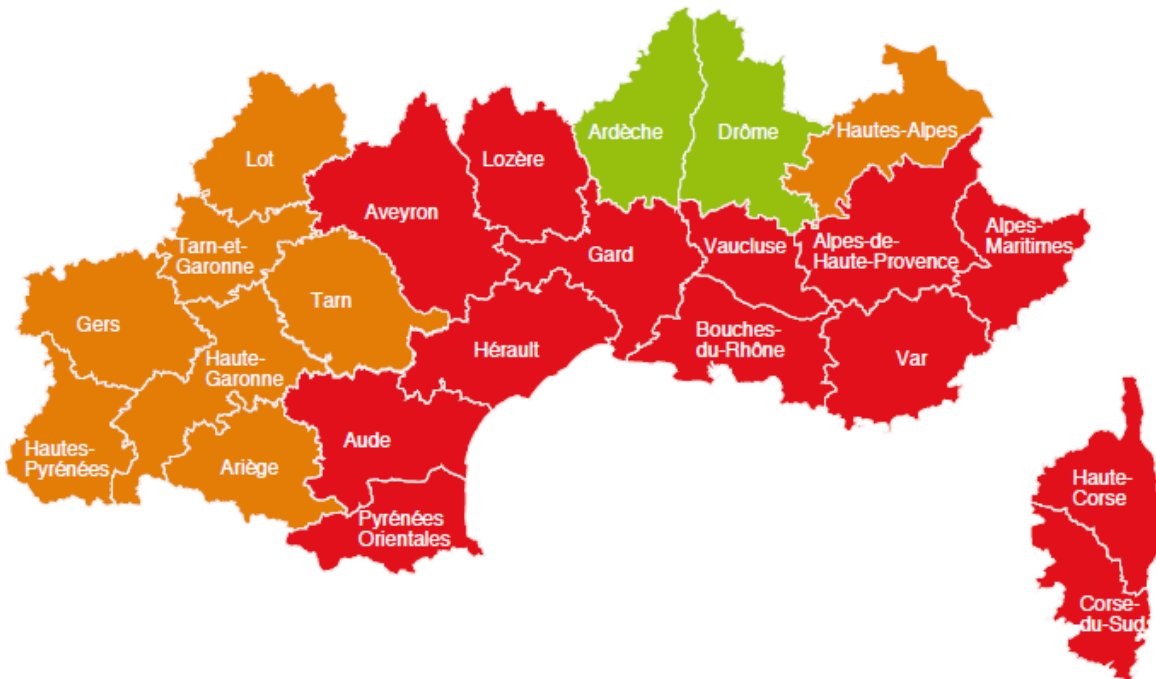 Ardèche
Drôme
Hautes-Alpes
Lot
Lozère
Aveyron
Alpes-
Maritimes
Tarn-et-
Garonne
Gard
Vaucluse
Alpes-de-
Haute-Provence
Tarn
Gers
Hérault
Bouches-
du-Rhône
Var
Haute-
Garonne
Aude
Hautes-
Pyrénées
Ariège
Haute-
Corse
Pyrénées
Orientales
Corse-
du-Sud